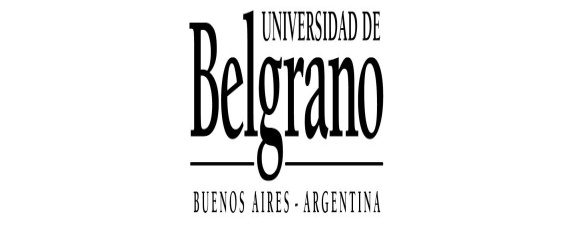 UNIVERSIDAD DE
Belgrano
BUENOS AIRES - ARGENTINA